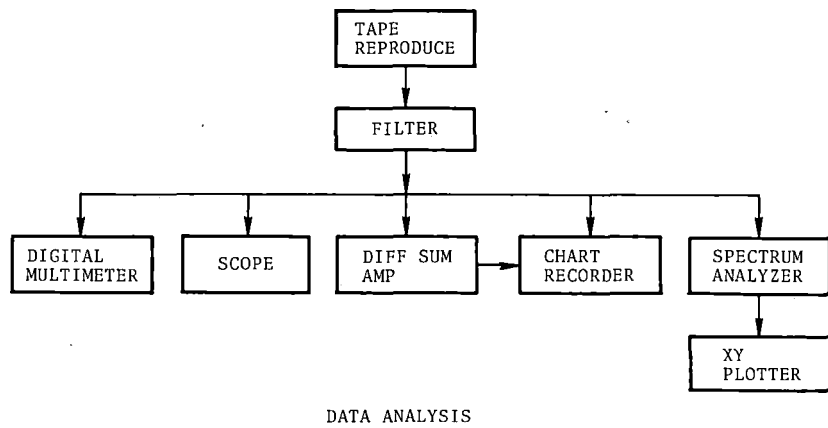 TAPE
REPRODUCE
FILTER
DIGITAL
MULTIMETER
SCOPE
DIFF SUM
AMP
CHART
RECORDER
SPECTRUM
ANALYZER
XY
PLOTTER
DATA ANALYSIS